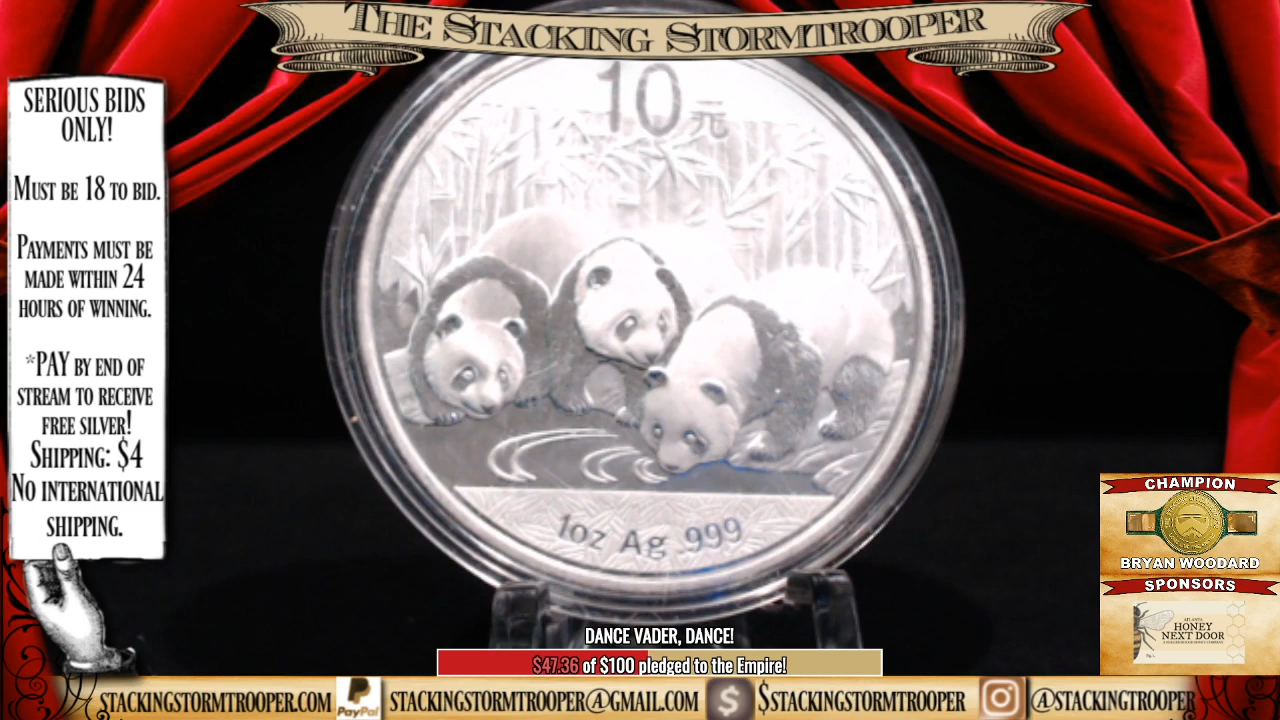 The Stacking Stormtrooper
SERIOUS BIDS
ONLY!
MUST BE 18 TO BID.
PAYMENTS MUST BE
MADE WITHIN 24
HOURS OF WINNING.
*PAY BY END OF
STREAM TO RECEIVE
FREE SILVER!
SHIPPING: $4
NO INTERNATIONAL
SHIPPING.
10元
1oz Ag .999
CHAMPION
BRYAN WOODARD
SPONSORS
ATLANTA
HONEY
NEXT DOOR
DANCE VADER, DANCE!
$47.36 of $100 pledged to the Empire!
STACKINGSTORMTROOPER.COM
PayPal
STACKINGSTORMTROOPER@GMAIL.COM
$
$STACKINGSTORMTROOPER
@STACKINGTROOPER